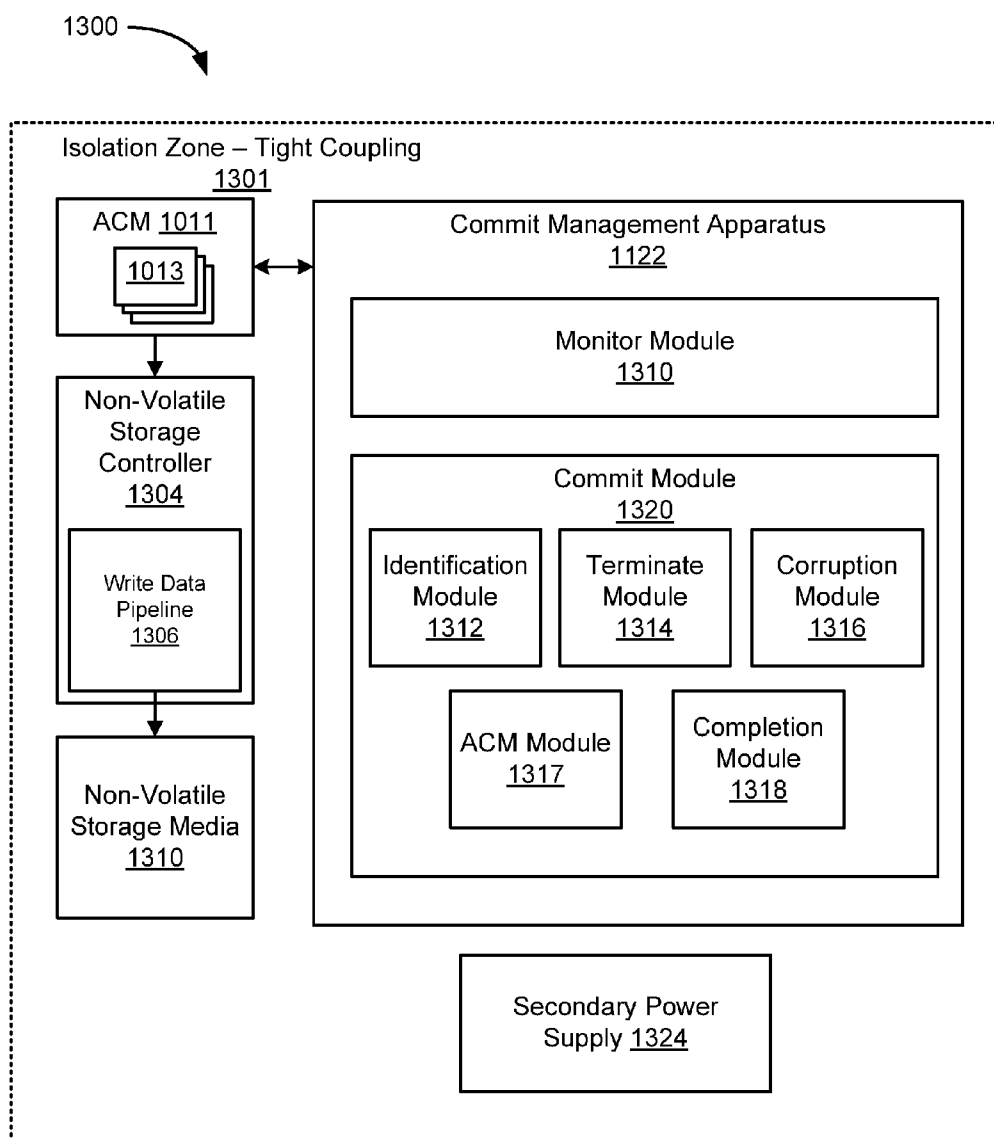 1300
Isolation Zone – Tight Coupling
1301
ACM 1011
1013
Non-Volatile
Storage
Controller
1304
Write Data
Pipeline
1306
Non-Volatile
Storage Media
1310
Commit Management Apparatus
1122
Monitor Module
1310
Commit Module
1320
Identification
Module
1312
Terminate
Module
1314
Corruption
Module
1316
ACM Module
1317
Completion
Module
1318
Secondary Power
Supply 1324